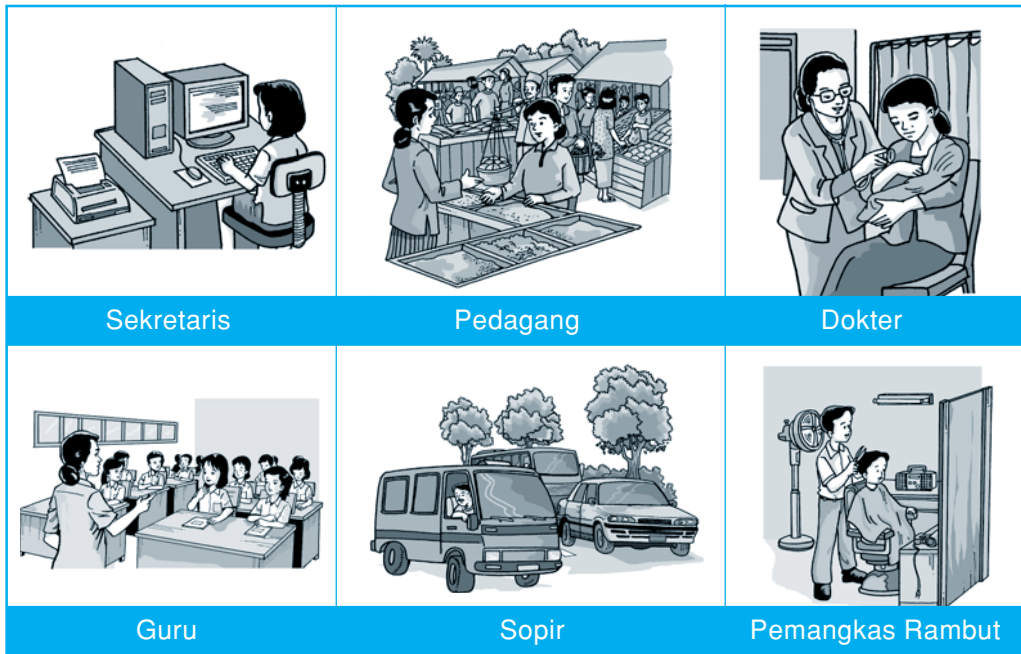 Sekretaris
Pedagang
Dokter
Guru
Sopir
Pemangkas Rambut